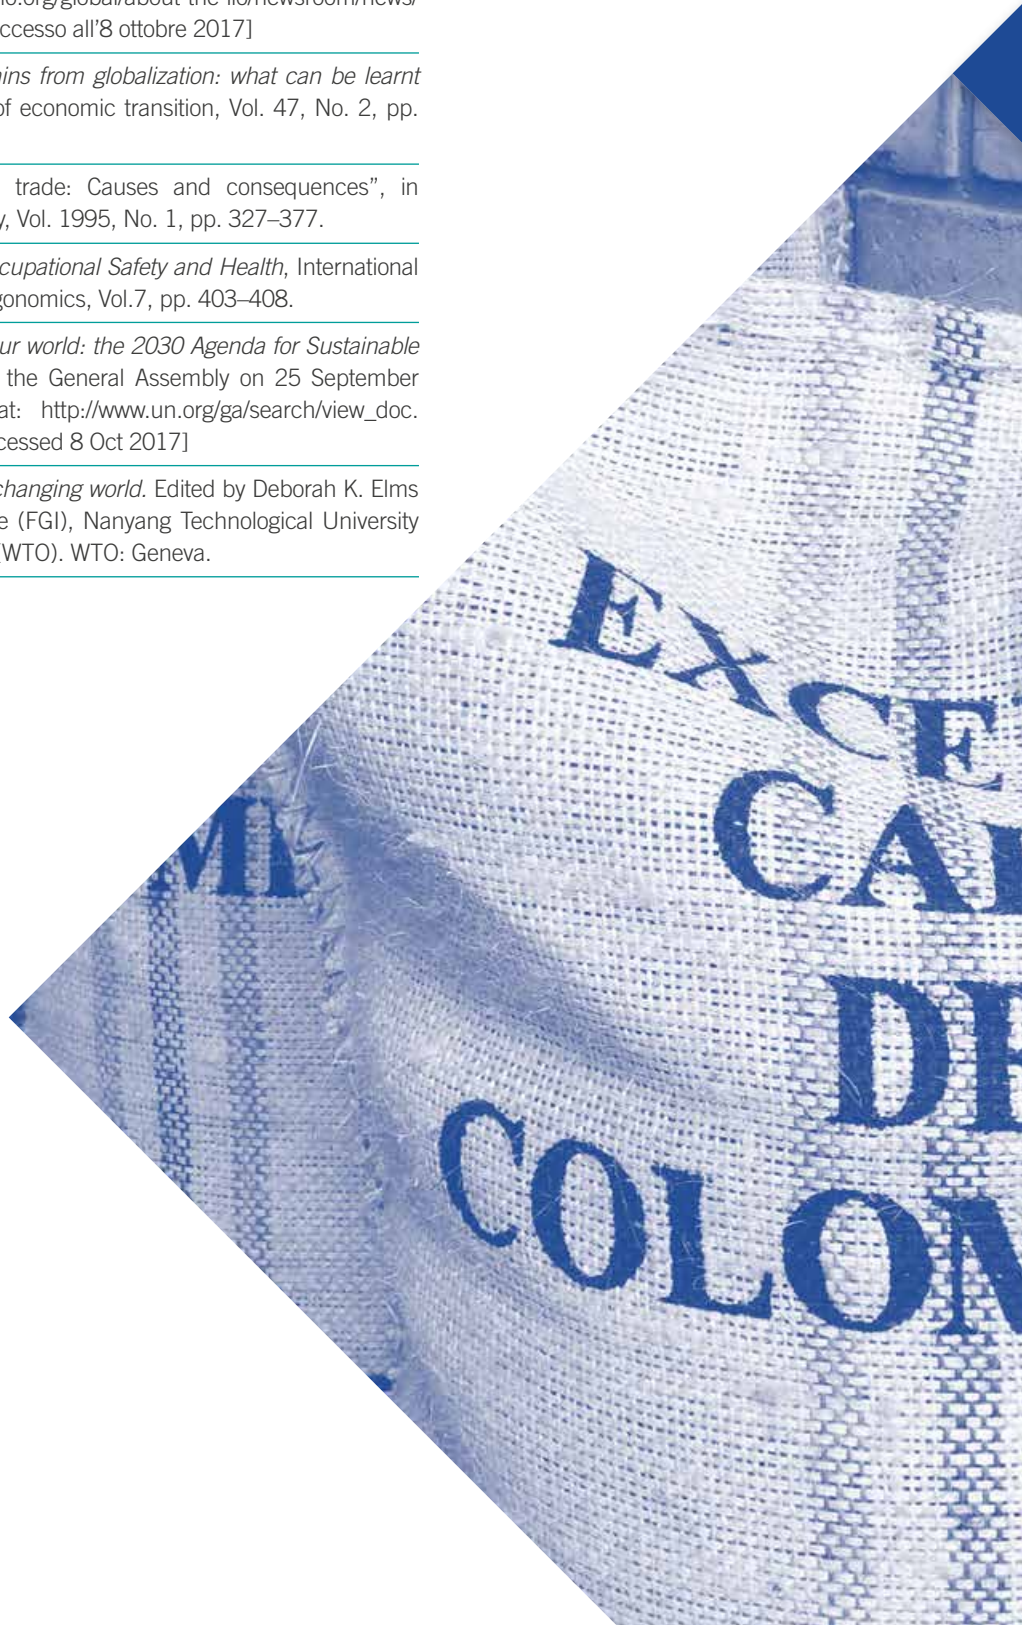 lo.org/global/about-the-ilo/newsroom/news/
ccesso all'8 ottobre 2017]
ins from globalization: what can be learnt
of economic transition, Vol. 47, No. 2, pp.
trade: Causes and consequences”, in
y, Vol. 1995, No. 1, pp. 327–377.
cupational Safety and Health, International
gonomics, Vol.7, pp. 403–408.
ur world: the 2030 Agenda for Sustainable
the General Assembly on 25 September
at: http://www.un.org/ga/search/view_doc.
cessed 8 Oct 2017]
changing world. Edited by Deborah K. Elms
e (FGI), Nanyang Technological University
(WTO). WTO: Geneva.
EXCE
CA
DE
COLOM